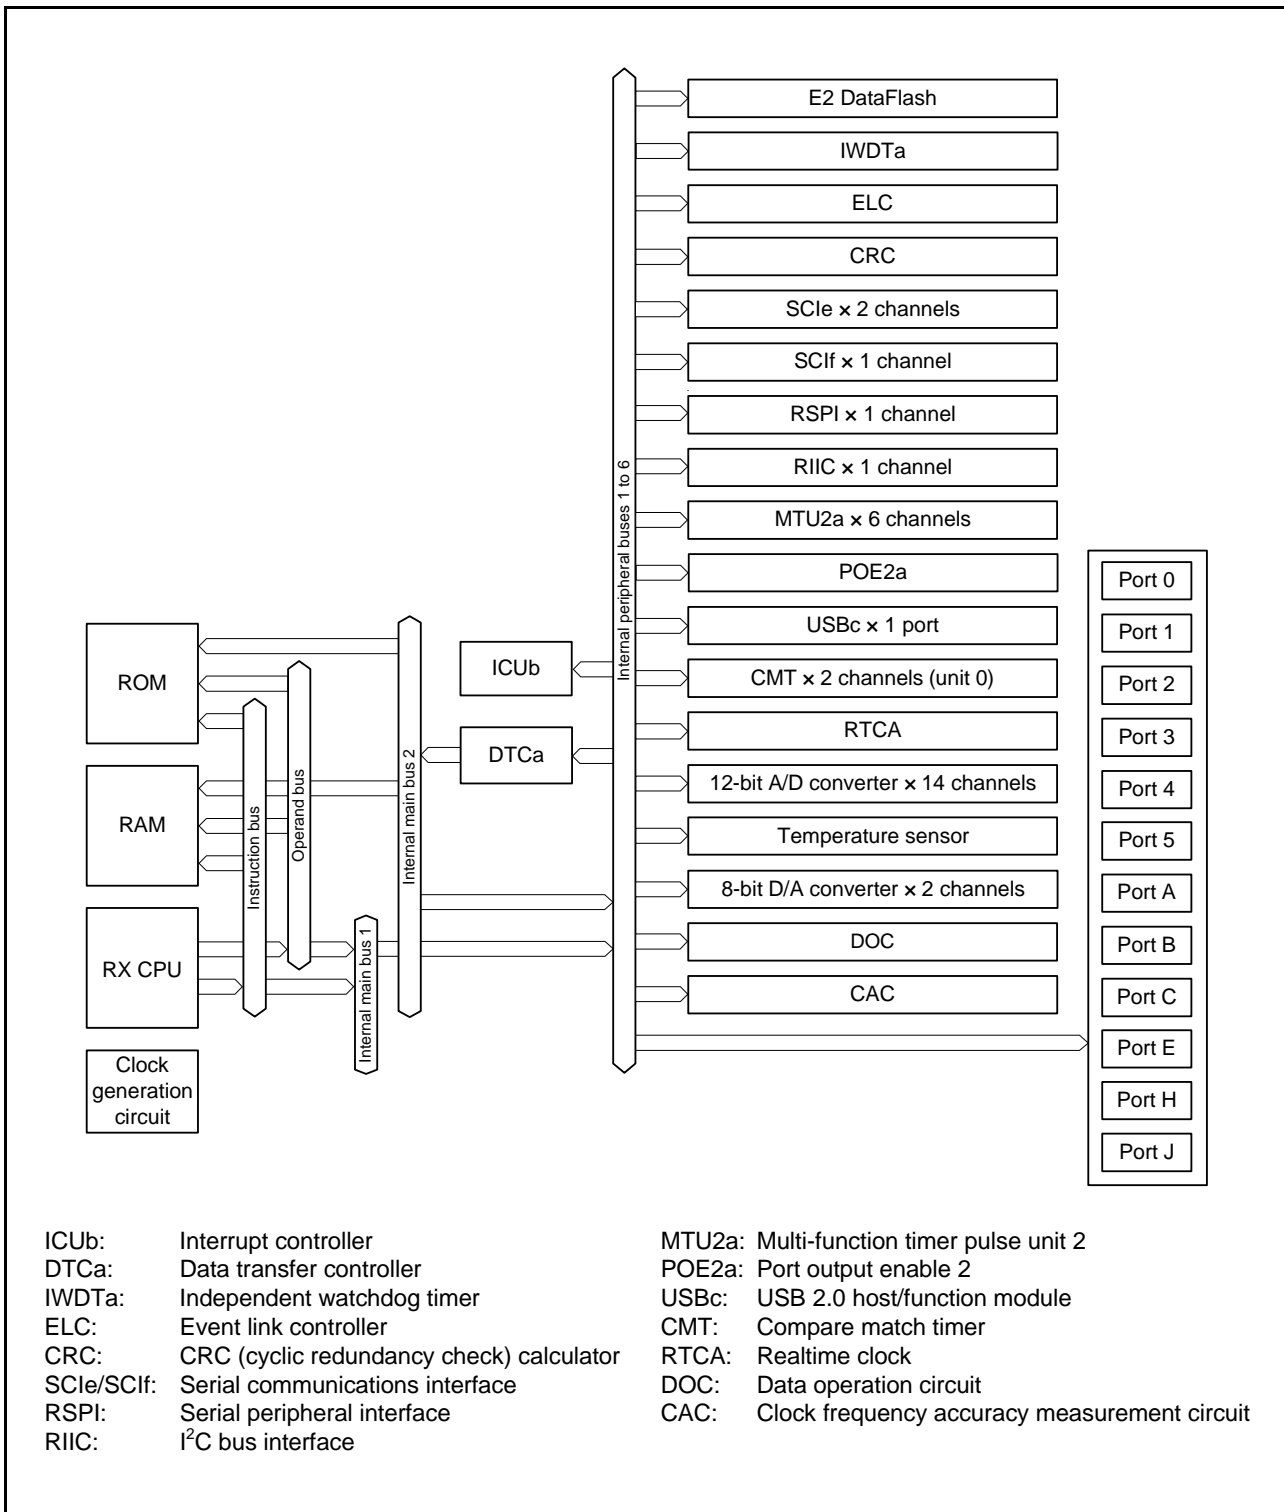 E2 DataFlash
IWDTa
ELC
CRC
SCIe × 2 channels
SCIf × 1 channel
RSPI × 1 channel
RIIC × 1 channel
MTU2a × 6 channels
POE2a
USBc × 1 port
CMT × 2 channels (unit 0)
RTCA
12-bit A/D converter × 14 channels
Temperature sensor
8-bit D/A converter × 2 channels
DOC
CAC
Internal peripheral buses 1 to 6
Port 0
Port 1
Port 2
Port 3
Port 4
Port 5
Port A
Port B
Port C
Port E
Port H
Port J
ICUb
DTCa
ROM
RAM
RX CPU
Clock
generation
circuit
Instruction bus
Operand bus
Internal main bus 1
Internal main bus 2
ICUb: Interrupt controller
DTCa: Data transfer controller
IWDTa: Independent watchdog timer
ELC: Event link controller
CRC: CRC (cyclic redundancy check) calculator
SCIe/SCIf: Serial communications interface
RSPI: Serial peripheral interface
RIIC: I²C bus interface
MTU2a: Multi-function timer pulse unit 2
POE2a: Port output enable 2
USBc: USB 2.0 host/function module
CMT: Compare match timer
RTCA: Realtime clock
DOC: Data operation circuit
CAC: Clock frequency accuracy measurement circuit